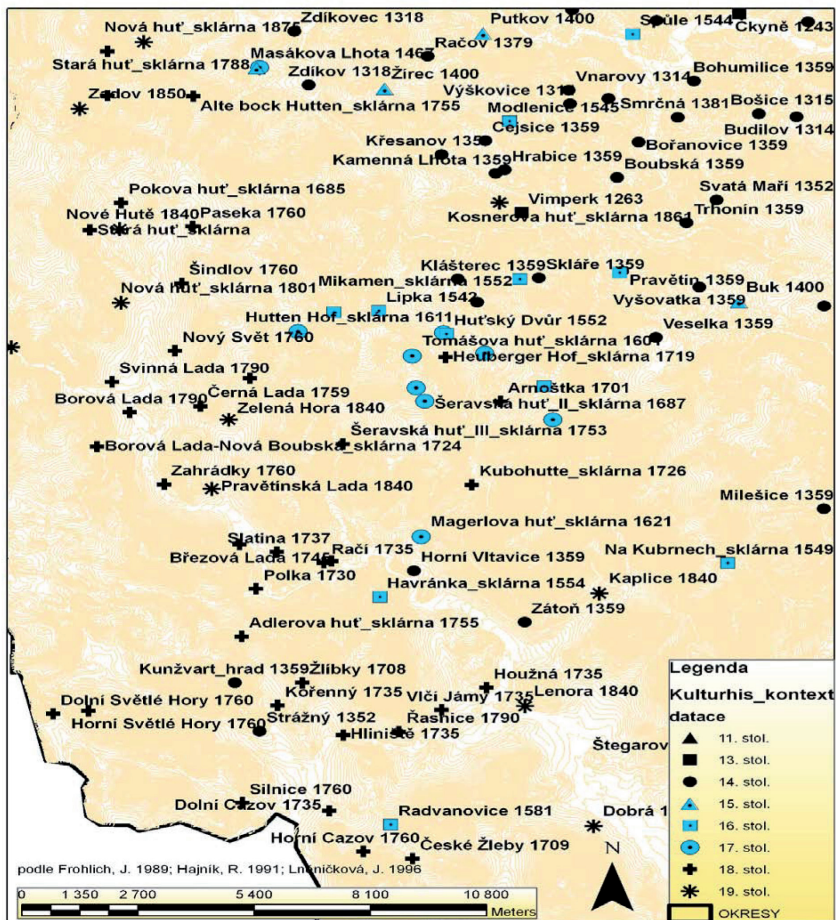 Zdíkovec 1318
Putkov 1400
Spůle 1544
Ckyně 1243
Nová huť_sklárna 1875
Račov 1379
Masákova Lhota 1467
Stará huť_sklárna 1788
Zdíkov 1318
Žírec 1400
Vnarovy 1314
Bohumilice 1359
Výškovice 1318
Zadov 1850
Alte bock Hutten_sklárna 1755
Modlenice 1545
Smrčná 1381
Bošice 1315
Cejsice 1359
Budilov 1314
Křesanov 1359
Bořanovice 1359
Kamenná Lhota 1359
Hrabice 1359
Boubská 1359
Pokova huť_sklárna 1685
Vimperk 1263
Svatá Maří 1352
Nové Hutě 1840
Paseka 1760
Kosnerova huť_sklárna 1861
Trhonín 1359
Stará huť_sklárna
Šindlov 1760
Klášterec 1359
Skláře 1359
Mikamen_sklárna 1552
Pravětín 1359
Nová huť_sklárna 1801
Lipka 1542
Vyšovatka 1359
Buk 1400
Hutten Hof_sklárna 1611
Huťský Dvůr 1552
Nový Svět 1760
Tomášova huť_sklárna 1601
Veselka 1359
Heuberger Hof_sklárna 1719
Svinná Lada 1790
Černá Lada 1759
Arnoštka 1701
Borová Lada 1790
Zelená Hora 1840
Šeravská huť_II_sklárna 1687
Šeravská huť_III_sklárna 1753
Borová Lada-Nová Boubská_sklárna 1724
Zahrádky 1760
Kubohutte_sklárna 1726
Pravětínská Lada 1840
Milešice 1359
Magerlova huť_sklárna 1621
Slatina 1737
Březová Lada 1745
Račí 1735
Na Kubrnech_sklárna 1549
Horní Vltavice 1359
Polka 1730
Havránka_sklárna 1554
Kaplice 1840
Zátoň 1359
Adlerova huť_sklárna 1755
Kunžvart_hrad 1359
Žlíbky 1708
Houžná 1735
Dolní Světlé Hory 1760
Kořenný 1735
Vlčí Jámy 1735
Lenora 1840
Horní Světlé Hory 1760
Strážný 1352
Řasnice 1790
Hliniště 1735
Štegarov
Silnice 1760
Dolní Cazov 1735
Radvanovice 1581
Dobrá 1
Horní Cazov 1760
České Žleby 1709
N
podle Frohlich, J. 1989; Hajník, R. 1991; Lněničková, J. 1996
0 1 350 2 700 5 400 8 100 10 800
Meters
Legenda
Kulturhis_kontext
datace
11. stol.
13. stol.
14. stol.
15. stol.
16. stol.
17. stol.
18. stol.
19. stol.
OKRESY